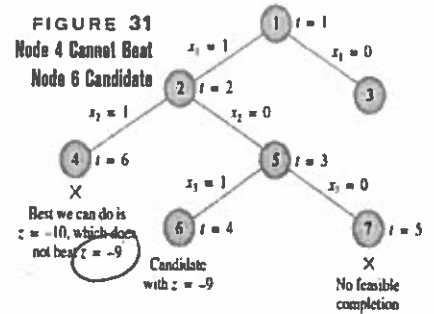 FIGURE 31
Node 4 Cannot Beat
Node 6 Candidate
1 t = 1
x₁ = 1
x₁ = 0
2 t = 2
3
x₂ = 1
x₂ = 0
4 t = 6
5 t = 3
x₃ = 1
x₃ = 0
×
6 t = 4
7 t = 5
Best we can do is
z = -10, which does
not beat z = -9
Candidate
with z = -9
×
No feasible
completion